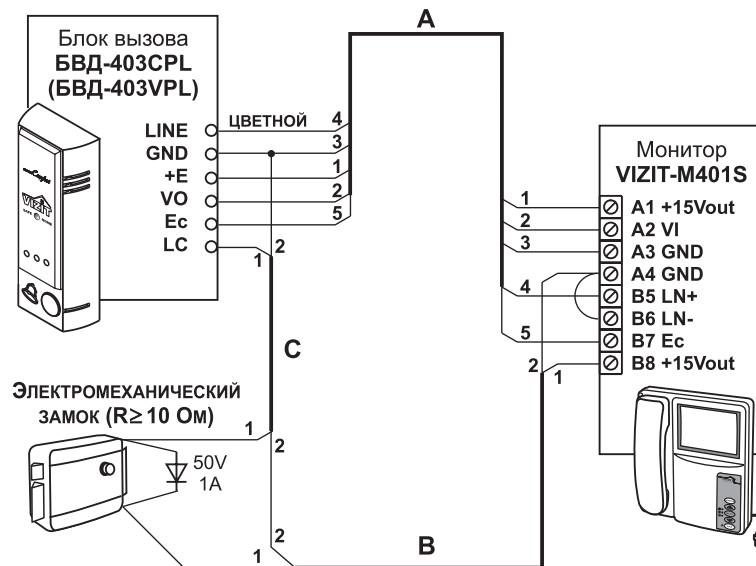 A
Блок вызова
БВД-403CPL
(БВД-403VPL)
LINE
GND
+E
VO
Ec
LC
ЦВЕТНОЙ
4
3
1
2
5
1
2
VIZIT
Монитор
VIZIT-M401S
1
2
3
4
5
2
1
A1 +15Vout
A2 VI
A3 GND
A4 GND
B5 LN+
B6 LN-
B7 Ec
B8 +15Vout
C
ЭЛЕКТРОМЕХАНИЧЕСКИЙ
ЗАМОК (R≥10 ОМ)
1
2
50V
1A
2
1
B